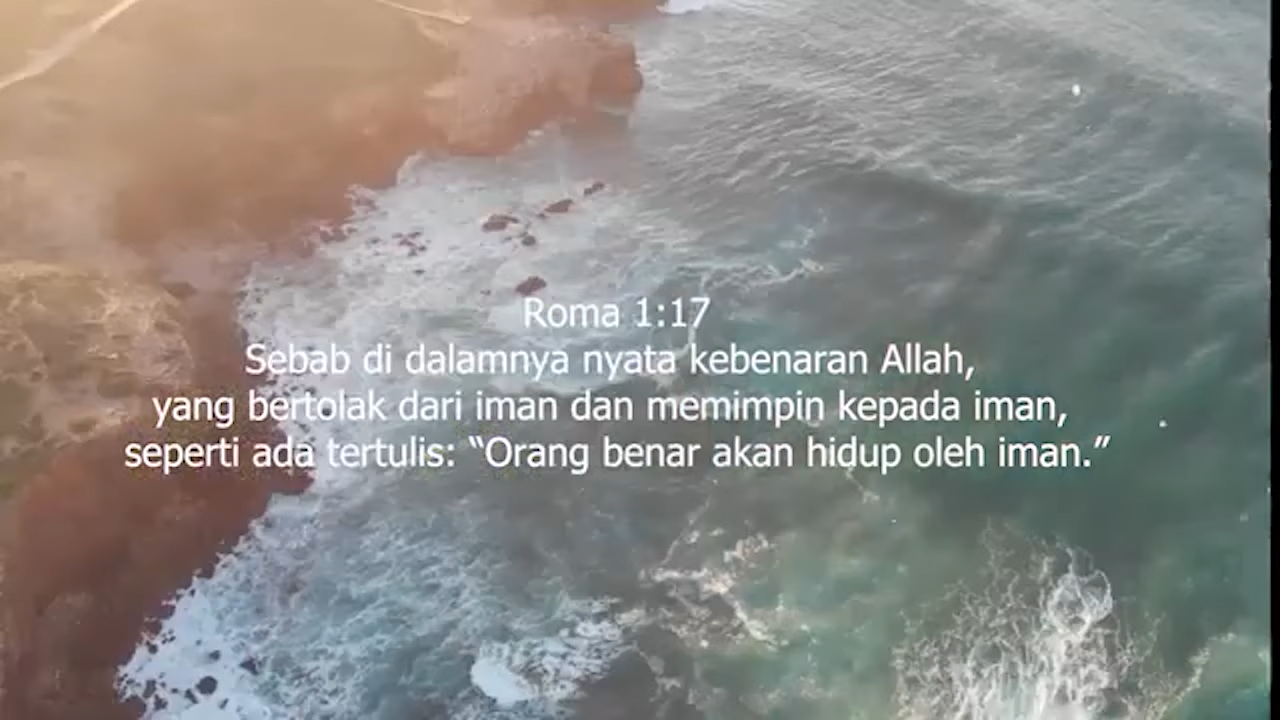 Roma 1:17
Sebab di dalamnya nyata kebenaran Allah,
yang bertolak dari iman dan memimpin kepada iman,
seperti ada tertulis: “Orang benar akan hidup oleh iman.”